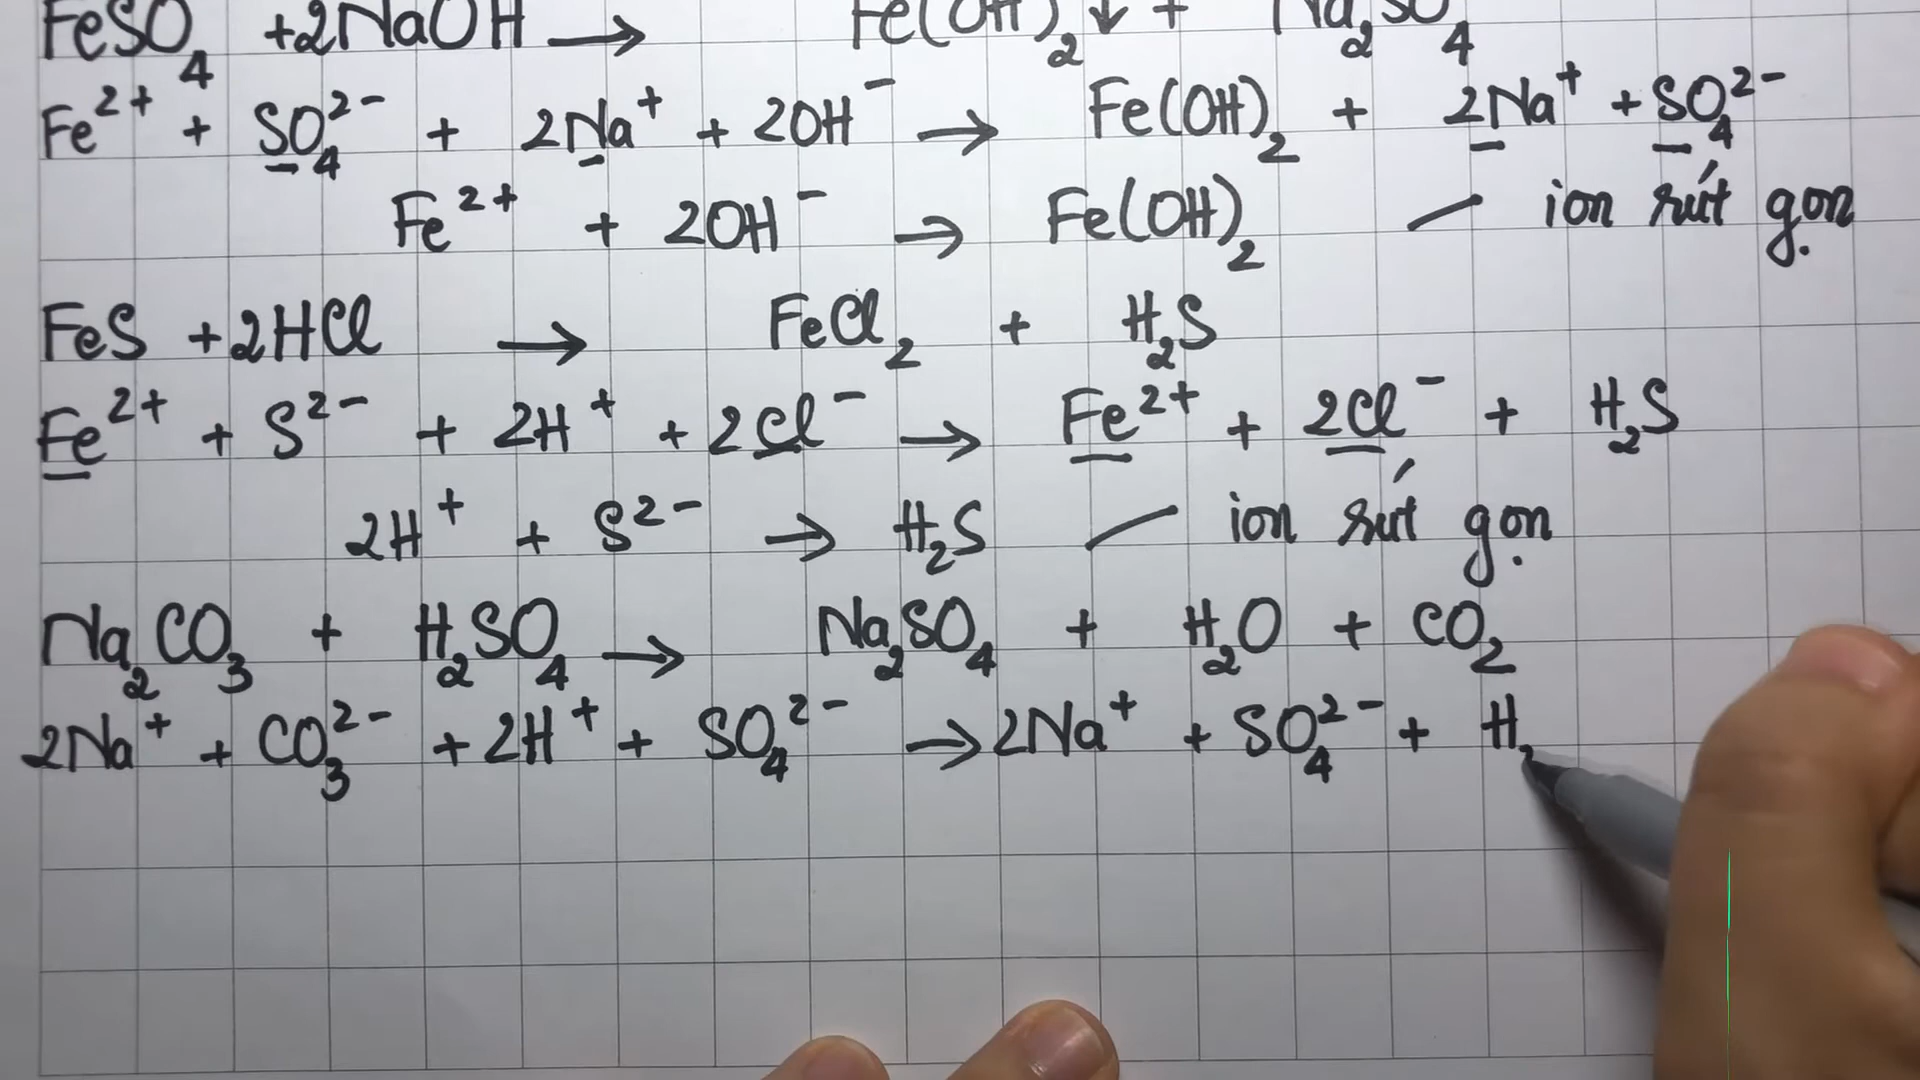 FeSO₄ +2NaOH → Fe(OH)₂↓ + Na₂SO₄
Fe²⁺ + SO₄²⁻ + 2Na⁺ + 2OH⁻ → Fe(OH)₂ + 2Na⁺ + SO₄²⁻
Fe²⁺ + 2OH⁻ → Fe(OH)₂ — ion rút gọn
FeS + 2HCl → FeCl₂ + H₂S
Fe²⁺ + S²⁻ + 2H⁺ + 2Cl⁻ → Fe²⁺ + 2Cl⁻ + H₂S
2H⁺ + S²⁻ → H₂S — ion rút gọn
Na₂CO₃ + H₂SO₄ → Na₂SO₄ + H₂O + CO₂
2Na⁺ + CO₃²⁻ + 2H⁺ + SO₄²⁻ → 2Na⁺ + SO₄²⁻ + H